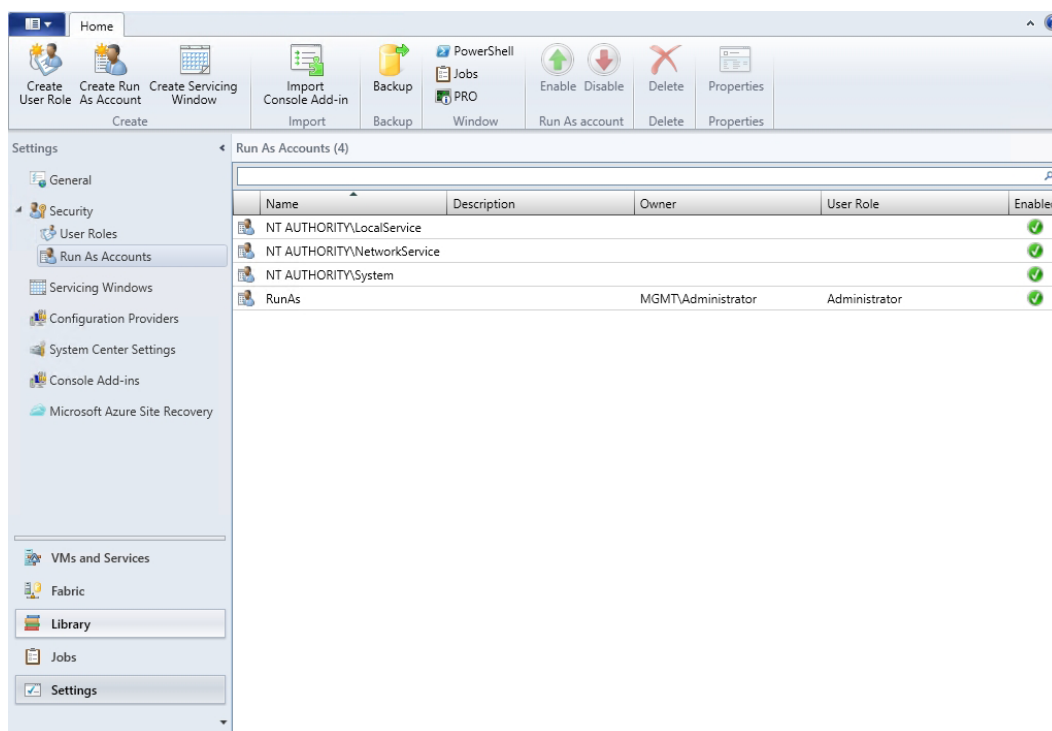 Home
Create User Role
Create Run As Account
Create Servicing Window
Import Console Add-in
Backup
PowerShell
Jobs
PRO
Enable
Disable
Delete
Properties
Create
Import
Backup
Window
Run As account
Delete
Properties
Settings
General
Security
User Roles
Run As Accounts
Servicing Windows
Configuration Providers
System Center Settings
Console Add-ins
Microsoft Azure Site Recovery
VMs and Services
Fabric
Library
Jobs
Settings
Run As Accounts (4)
Name Description Owner User Role Enable
NT AUTHORITY\LocalService
NT AUTHORITY\NetworkService
NT AUTHORITY\System
RunAs MGMT\Administrator Administrator